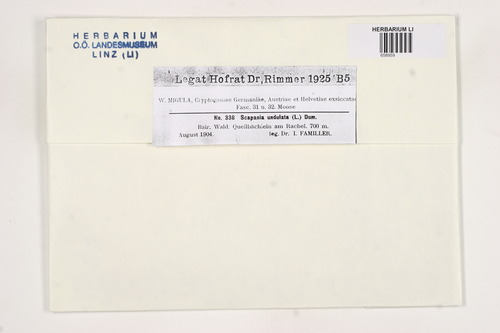 HERBARIUM
O.Ö. LANDESMUSEUM
LINZ (LI)
HERBARIUM LI
Legat Hofrat Dr, Rimmer 1925 B5
W. MIGULA, Cryptogamae Germaniae, Austriae et Helvetiae exsiccatae
Fasc. 31 u. 32. Moose
No. 338 Scapania undulata (L.) Dum.
Bair. Wald. Quellbächlein am Rachel. 700 m.
August 1904. leg. Dr. I. FAMILLER.